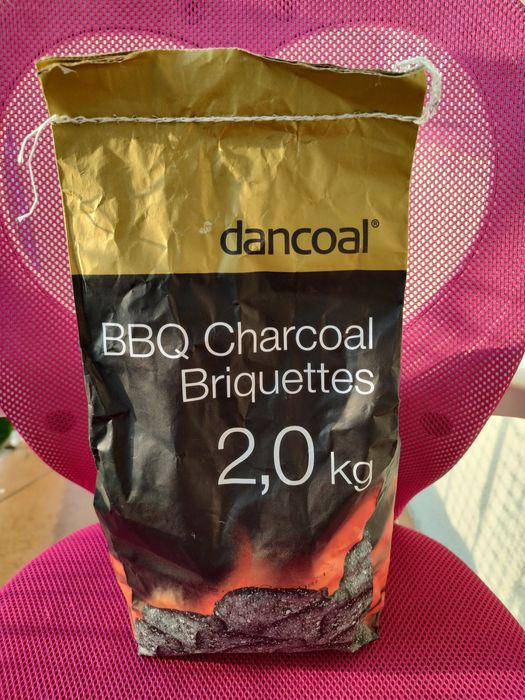 dancoal®
BBQ Charcoal
Briquettes
2,0 kg